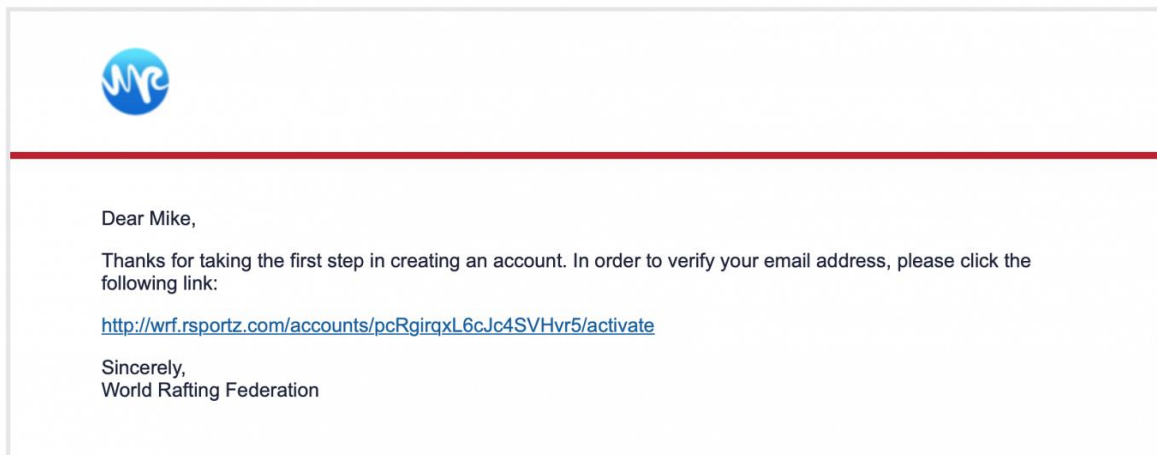 Dear Mike,
Thanks for taking the first step in creating an account. In order to verify your email address, please click the
following link:
http://wrf.rsportz.com/accounts/pcRgirqxL6cJc4SVHvr5/activate
Sincerely,
World Rafting Federation